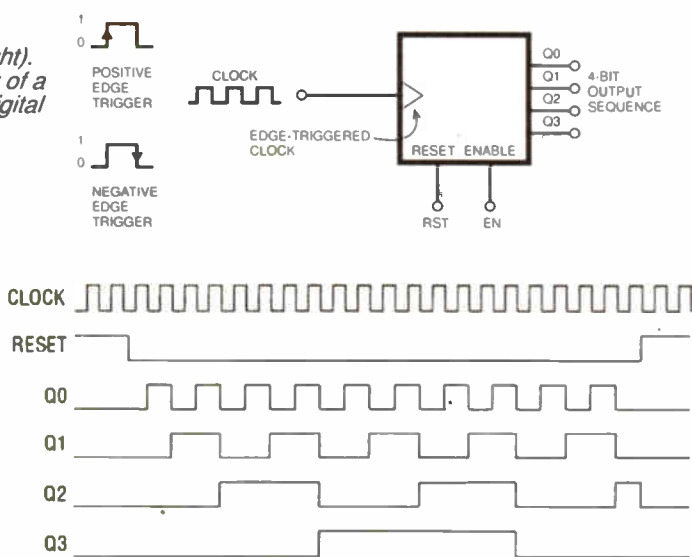 ght).
of a
igital
1
0
POSITIVE
EDGE
TRIGGER
1
0
NEGATIVE
EDGE
TRIGGER
CLOCK
EDGE-TRIGGERED
CLOCK
RESET ENABLE
RST EN
Q0
Q1
Q2
Q3
4-BIT
OUTPUT
SEQUENCE
CLOCK
RESET
Q0
Q1
Q2
Q3